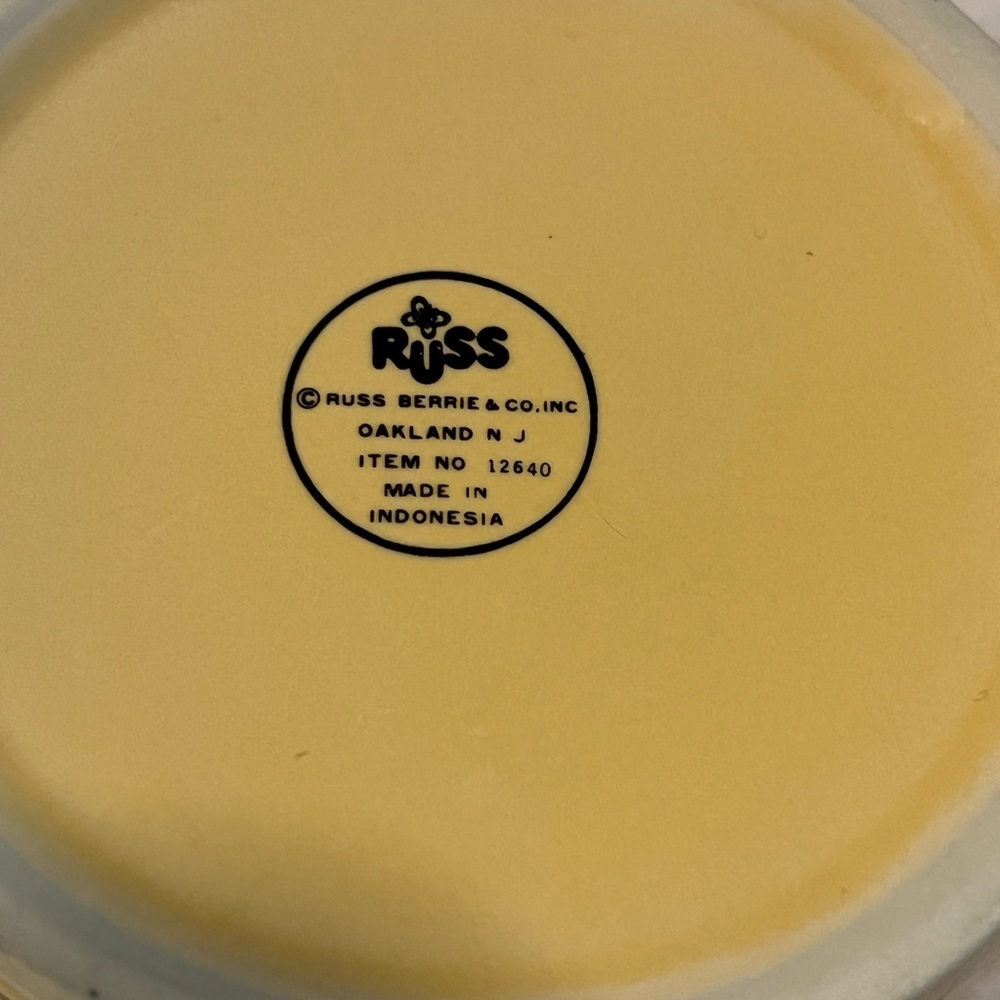 RUSS
© RUSS BERRIE & CO. INC
OAKLAND N J
ITEM NO 12640
MADE IN
INDONESIA